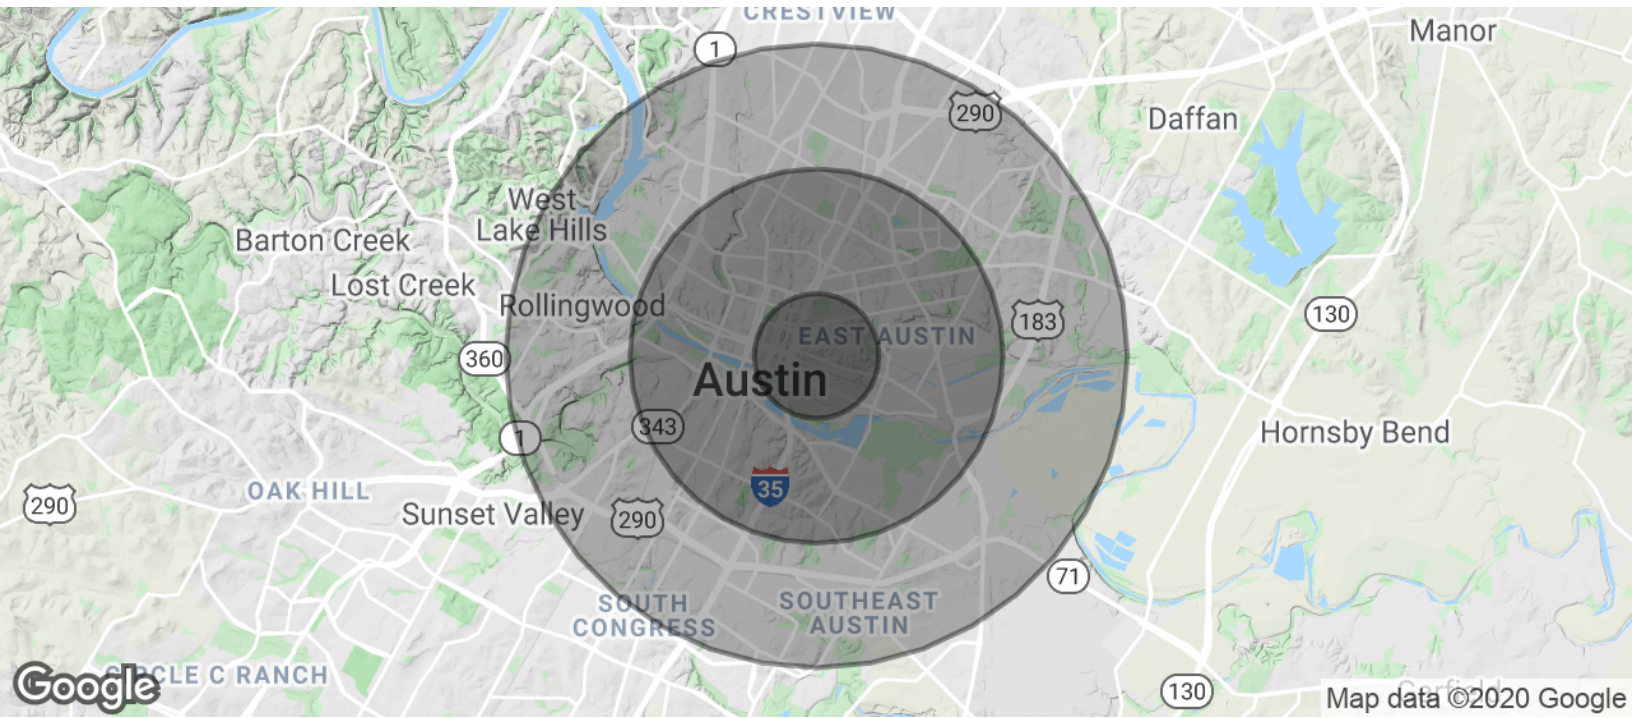 CRESTVIEW
Manor
1
290
Daffan
West
Lake Hills
Barton Creek
Lost Creek
Rollingwood
130
183
EAST AUSTIN
360
Austin
343
1
Hornsby Bend
OAK HILL
35
290
Sunset Valley
290
71
SOUTH
CONGRESS
SOUTHEAST
AUSTIN
CIRCLE C RANCH
Google
130
Garfield
Map data ©2020 Google